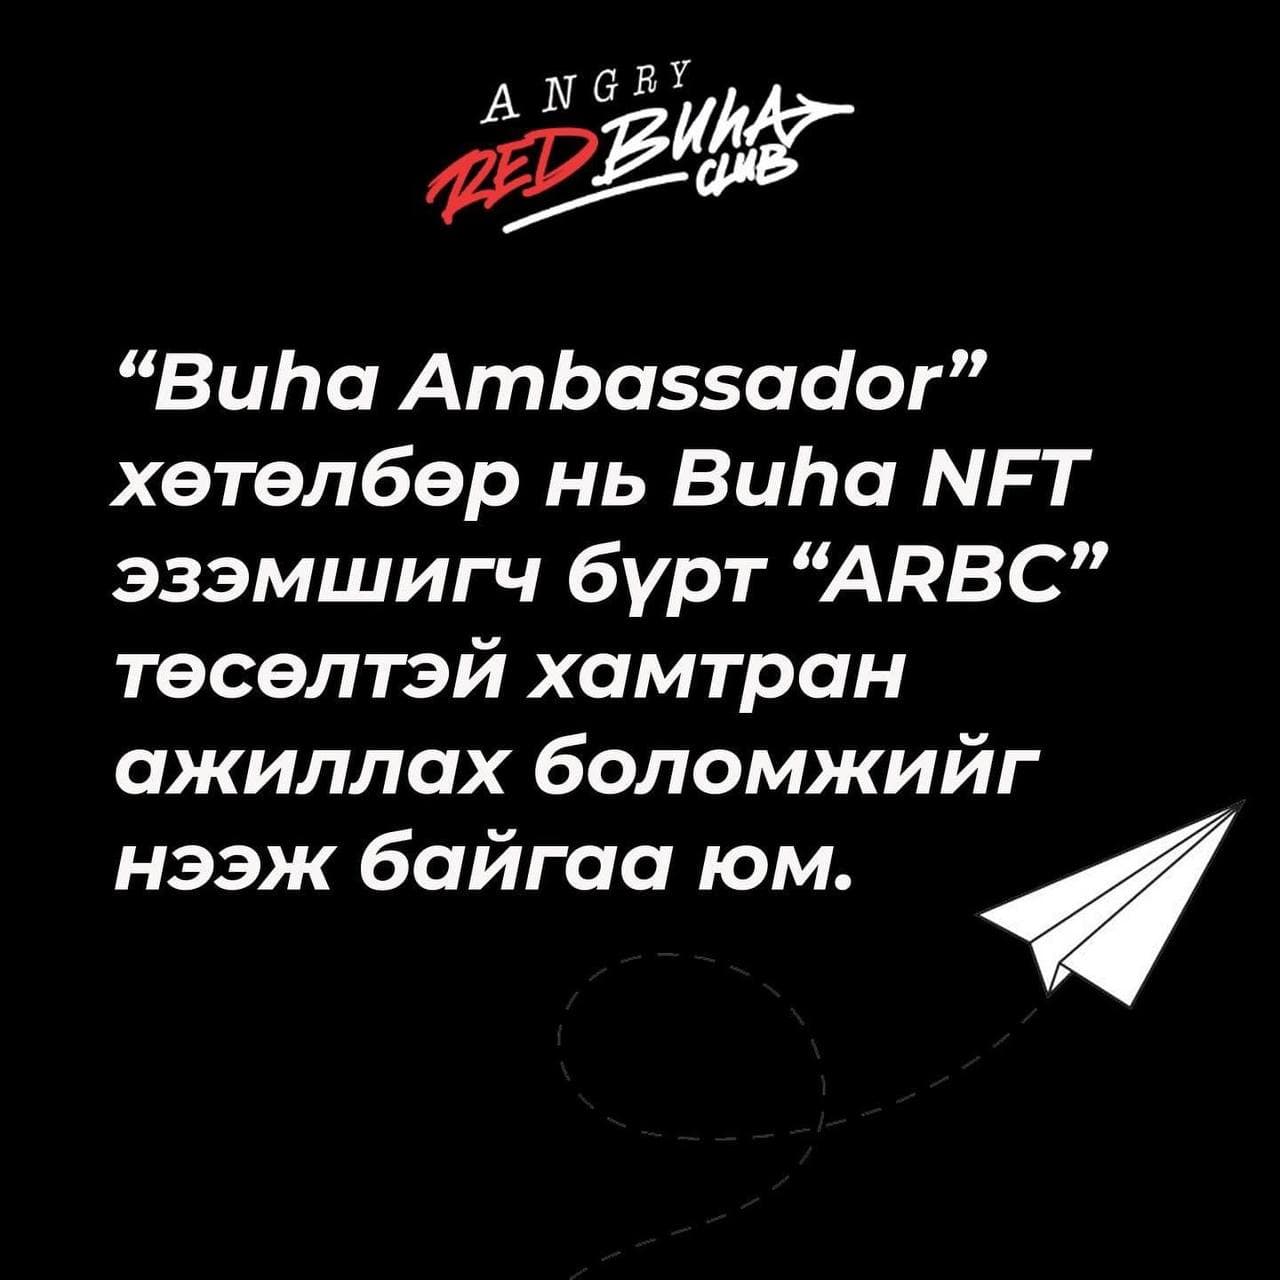 ANGRY
RED BUHA
CLUB
“Buha Ambassador”
хөтөлбөр нь Buha NFT
эзэмшигч бүрт “ARBC”
төсөлтэй хамтран
ажиллах боломжийг
нээж байгаа юм.